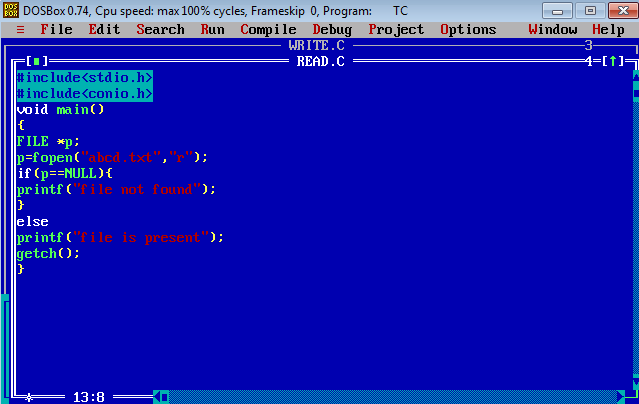 DOS BOX DOSBox 0.74, Cpu speed: max 100% cycles, Frameskip 0, Program: TC
≡ File Edit Search Run Compile Debug Project Options Window Help
WRITE.C 3
[■] READ.C 4=[↑]
#include<stdio.h>
#include<conio.h>
void main()
{
FILE *p;
p=fopen("abcd.txt","r");
if(p==NULL){
printf("file not found");
}
else
printf("file is present");
getch();
}
* 13:8